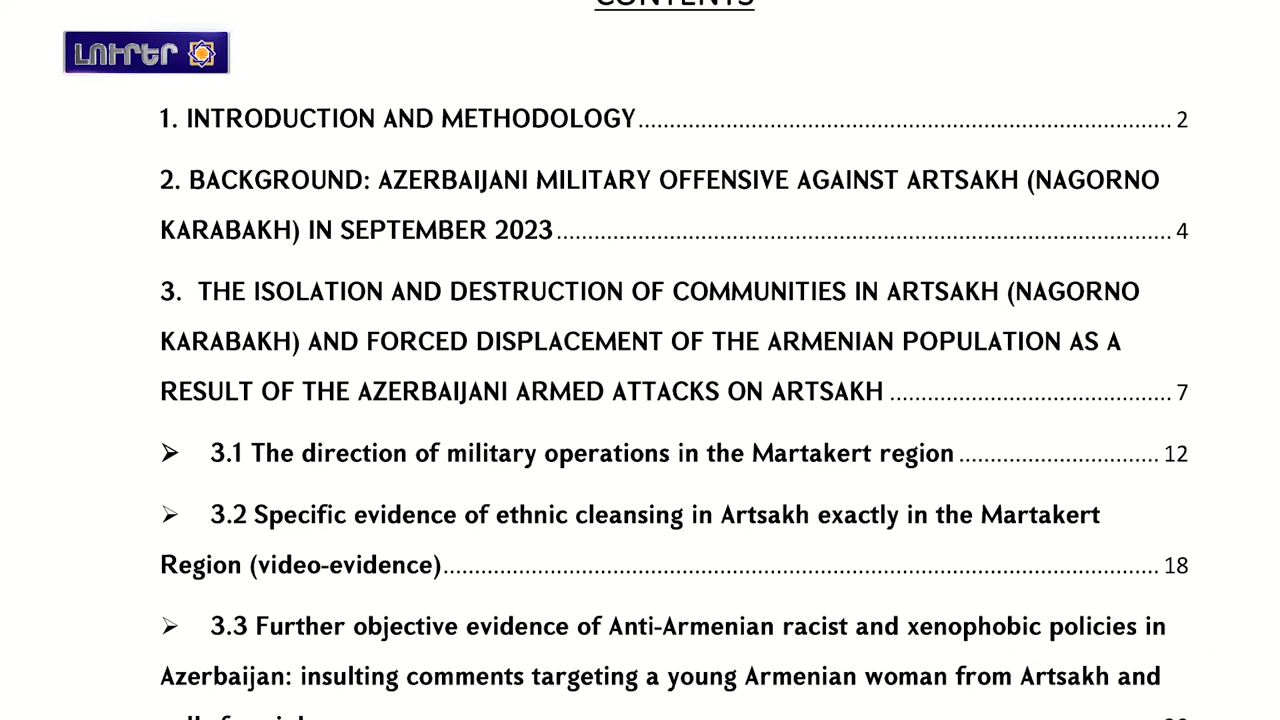 CONTENTS
ԼՈՒՐԵՐ
1. INTRODUCTION AND METHODOLOGY 2
2. BACKGROUND: AZERBAIJANI MILITARY OFFENSIVE AGAINST ARTSAKH (NAGORNO
KARABAKH) IN SEPTEMBER 2023 4
3. THE ISOLATION AND DESTRUCTION OF COMMUNITIES IN ARTSAKH (NAGORNO
KARABAKH) AND FORCED DISPLACEMENT OF THE ARMENIAN POPULATION AS A
RESULT OF THE AZERBAIJANI ARMED ATTACKS ON ARTSAKH 7
➢ 3.1 The direction of military operations in the Martakert region 12
➢ 3.2 Specific evidence of ethnic cleansing in Artsakh exactly in the Martakert
Region (video-evidence) 18
➢ 3.3 Further objective evidence of Anti-Armenian racist and xenophobic policies in
Azerbaijan: insulting comments targeting a young Armenian woman from Artsakh and